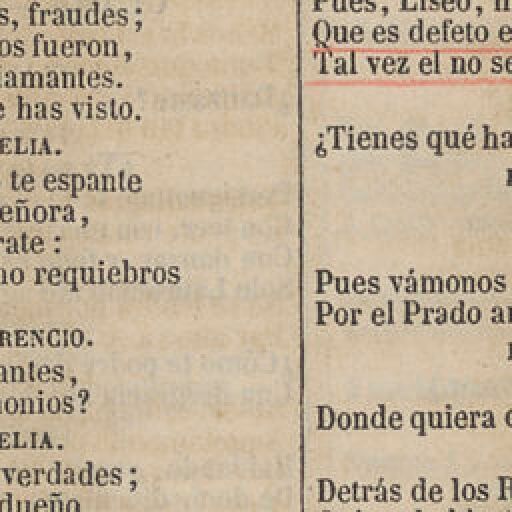 s, fraudes;
os fueron,
iamantes.
e has visto.
ELIA.
te espante
eñora,
rate:
no requiebros
RENCIO.
antes,
nonios?
ELIA.
verdades;
dueño
Pues, Liseo,
Que es defeto e
Tal vez el no se
¿Tienes qué ha
Pues vámonos
Por el Prado ar
Donde quiera
Detrás de los R